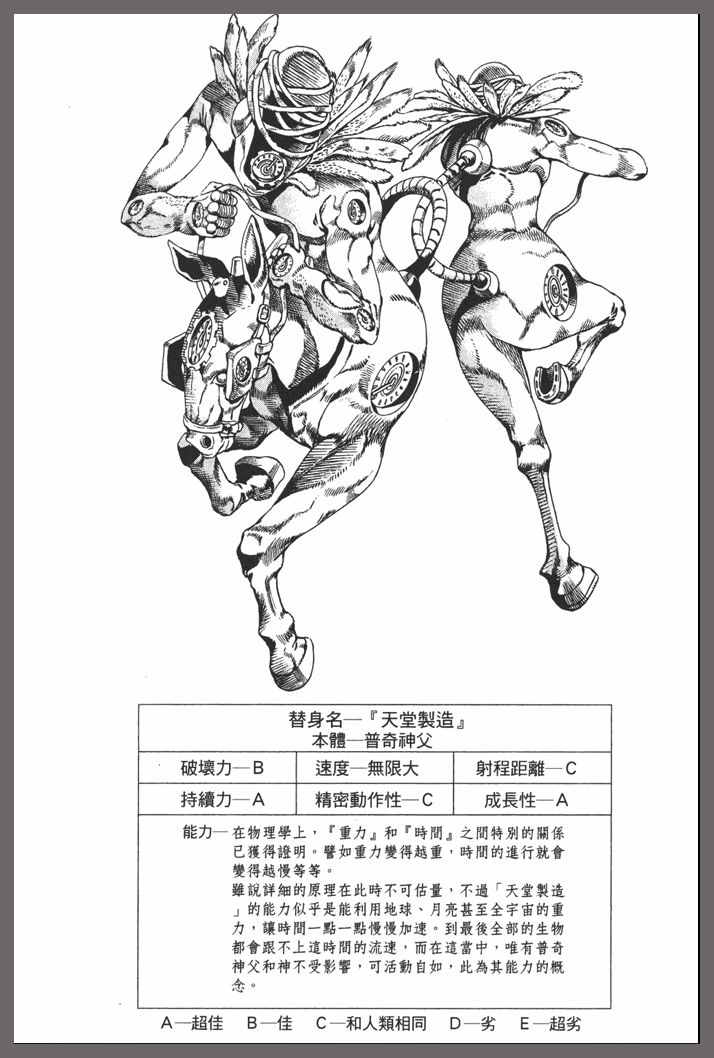 替身名—『天堂製造』
本體—普奇神父
破壞力—B 速度—無限大 射程距離—C
持續力—A 精密動作性—C 成長性—A
能力—在物理學上，『重力』和『時間』之間特別的關係
已獲得證明。譬如重力變得越重，時間的進行就會
變得越慢等等。
雖說詳細的原理在此時不可估量，不過「天堂製造
」的能力似乎是能利用地球、月亮甚至全宇宙的重
力，讓時間一點一點慢慢加速。到最後全部的生物
都會跟不上這時間的流速，而在這當中，唯有普奇
神父和神不受影響，可活動自如，此為其能力的概
念。
A—超佳 B—佳 C—和人類相同 D—劣 E—超劣